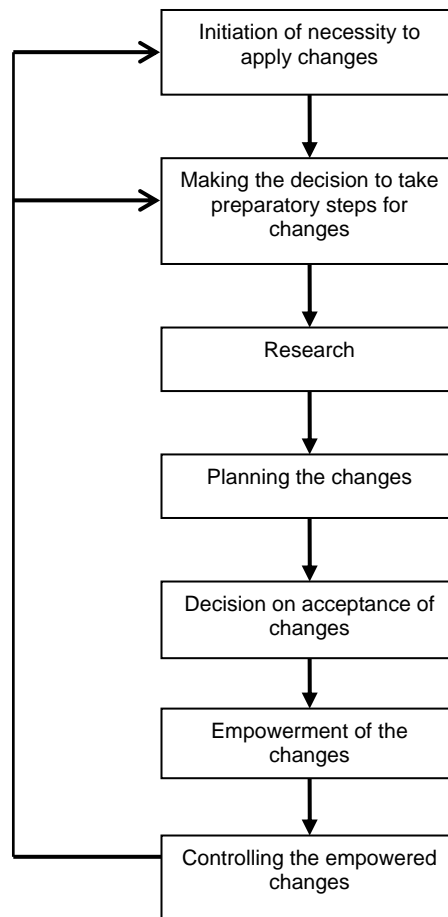 Initiation of necessity to
apply changes
Making the decision to take
preparatory steps for
changes
Research
Planning the changes
Decision on acceptance of
changes
Empowerment of the
changes
Controlling the empowered
changes